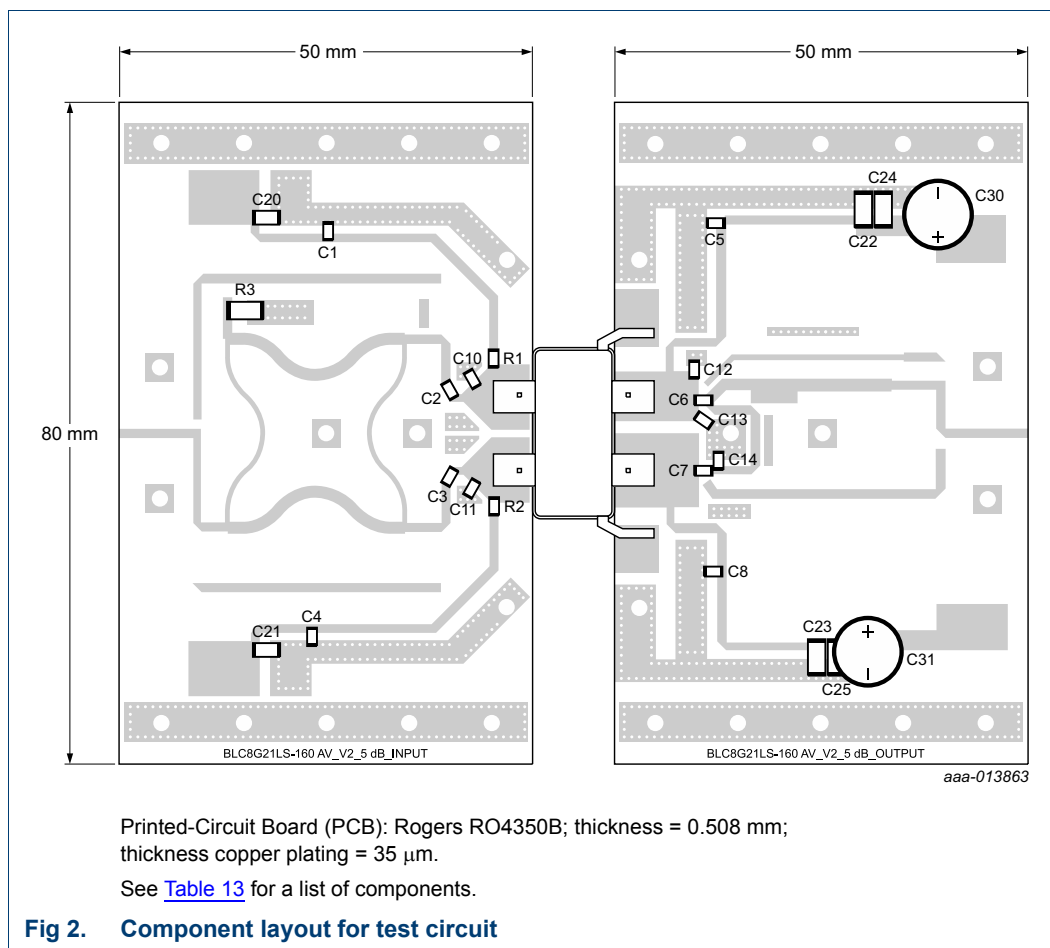 50 mm
50 mm
80 mm
C20
C1
R3
C10
R1
C2
C3
C11
R2
C4
C21
BLC8G21LS-160 AV_V2_5 dB_INPUT
C24
C30
C5
C22
−
+
C12
C6
C13
C14
C7
C8
C23
+
−
C31
C25
BLC8G21LS-160 AV_V2_5 dB_OUTPUT
aaa-013863
Printed-Circuit Board (PCB): Rogers RO4350B; thickness = 0.508 mm;
thickness copper plating = 35 μm.
See Table 13 for a list of components.
Fig 2. Component layout for test circuit